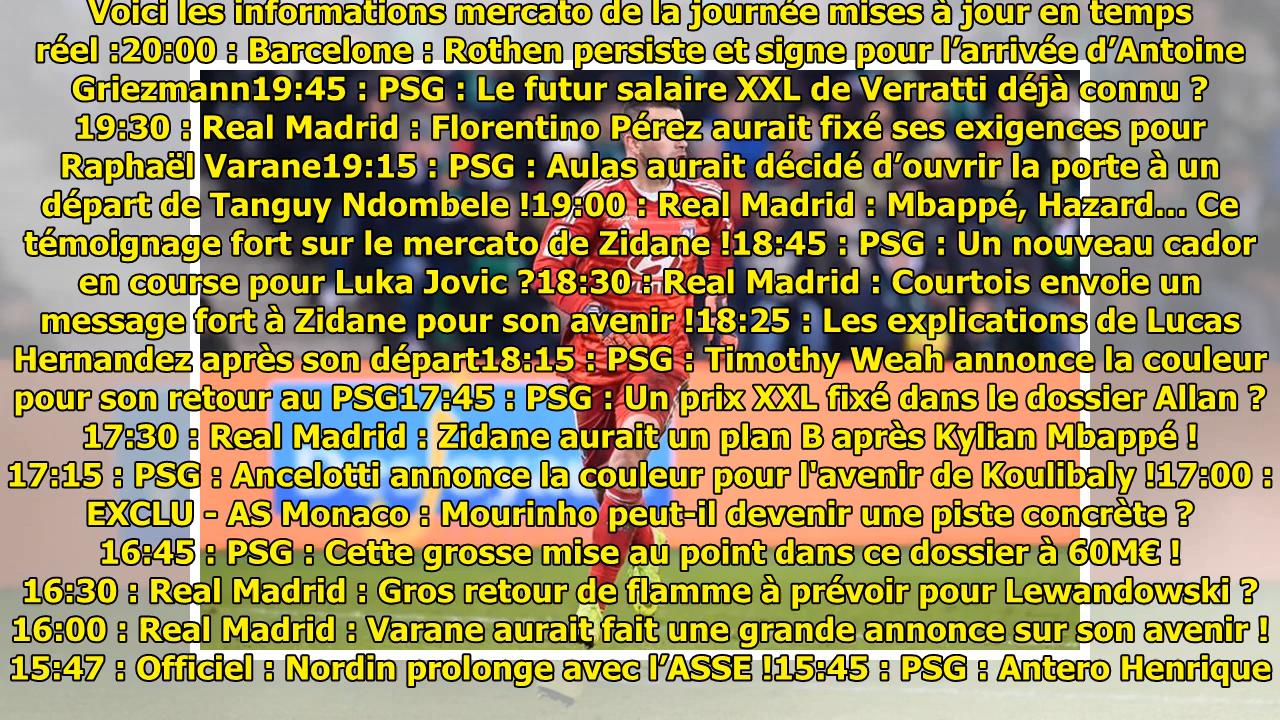 Voici les informations mercato de la journée mises à jour en temps
réel :20:00 : Barcelone : Rothen persiste et signe pour l’arrivée d’Antoine
Griezmann19:45 : PSG : Le futur salaire XXL de Verratti déjà connu ?
19:30 : Real Madrid : Florentino Pérez aurait fixé ses exigences pour
Raphaël Varane19:15 : PSG : Aulas aurait décidé d’ouvrir la porte à un
départ de Tanguy Ndombele !19:00 : Real Madrid : Mbappé, Hazard... Ce
témoignage fort sur le mercato de Zidane !18:45 : PSG : Un nouveau cador
en course pour Luka Jovic ?18:30 : Real Madrid : Courtois envoie un
message fort à Zidane pour son avenir !18:25 : Les explications de Lucas
Hernandez après son départ18:15 : PSG : Timothy Weah annonce la couleur
pour son retour au PSG17:45 : PSG : Un prix XXL fixé dans le dossier Allan ?
17:30 : Real Madrid : Zidane aurait un plan B après Kylian Mbappé !
17:15 : PSG : Ancelotti annonce la couleur pour l'avenir de Koulibaly !17:00 :
EXCLU - AS Monaco : Mourinho peut-il devenir une piste concrète ?
16:45 : PSG : Cette grosse mise au point dans ce dossier à 60M€ !
16:30 : Real Madrid : Gros retour de flamme à prévoir pour Lewandowski ?
16:00 : Real Madrid : Varane aurait fait une grande annonce sur son avenir !
15:47 : Officiel : Nordin prolonge avec l’ASSE !15:45 : PSG : Antero Henrique